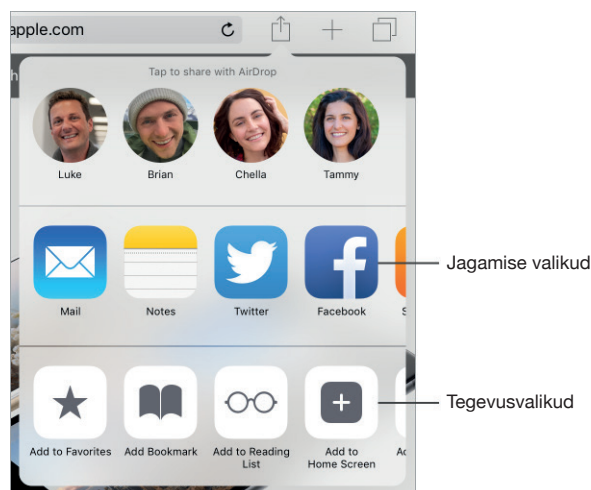 apple.com
Tap to share with AirDrop
Luke Brian Chella Tammy
Jagamise valikud
Mail Notes Twitter Facebook S
Tegevusvalikud
Add to Favorites Add Bookmark Add to Reading List Add to Home Screen